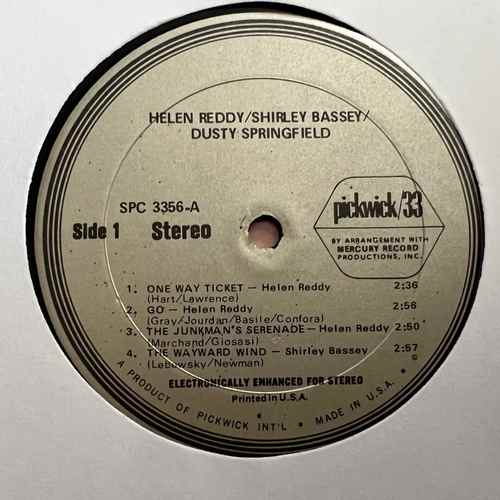 HELEN REDDY/SHIRLEY BASSEY/
DUSTY SPRINGFIELD
SPC 3356-A
Side 1 Stereo
pickwick/33
BY ARRANGEMENT WITH
MERCURY RECORD
PRODUCTIONS, INC.
1. ONE WAY TICKET — Helen Reddy 2:36
(Hart/Lawrence)
2. GO — Helen Reddy 2:56
(Gray/Jourdan/Basile/Confora)
3. THE JUNKMAN'S SERENADE — Helen Reddy 2:50
(Marchand/Giosasi)
4. THE WAYWARD WIND — Shirley Bassey 2:57
(Lebowsky/Newman)
ELECTRONICALLY ENHANCED FOR STEREO
Printed in U.S.A.
A PRODUCT OF PICKWICK INT'L • MADE IN U.S.A.